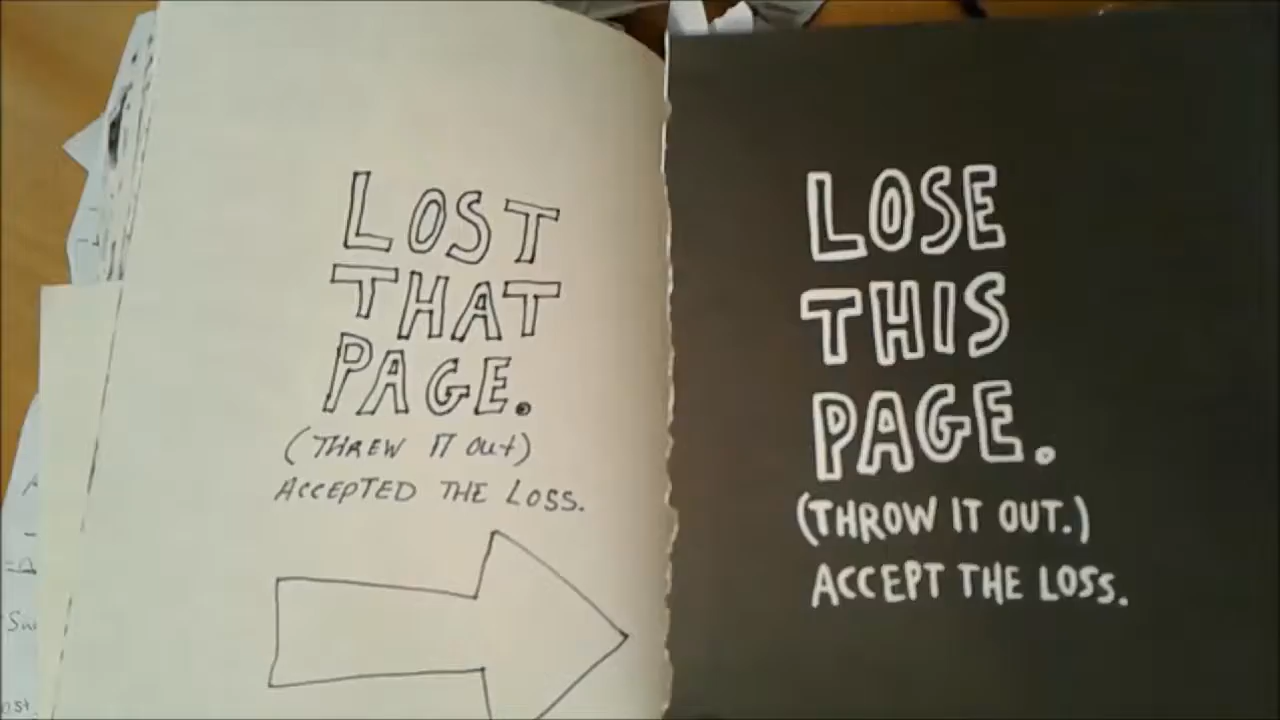 LOST
THAT
PAGE.
(THREW IT Out)
ACCEPTED THE LOSS.
LOSE
THIS
PAGE.
(THROW IT OUT.)
ACCEPT THE LOSS.